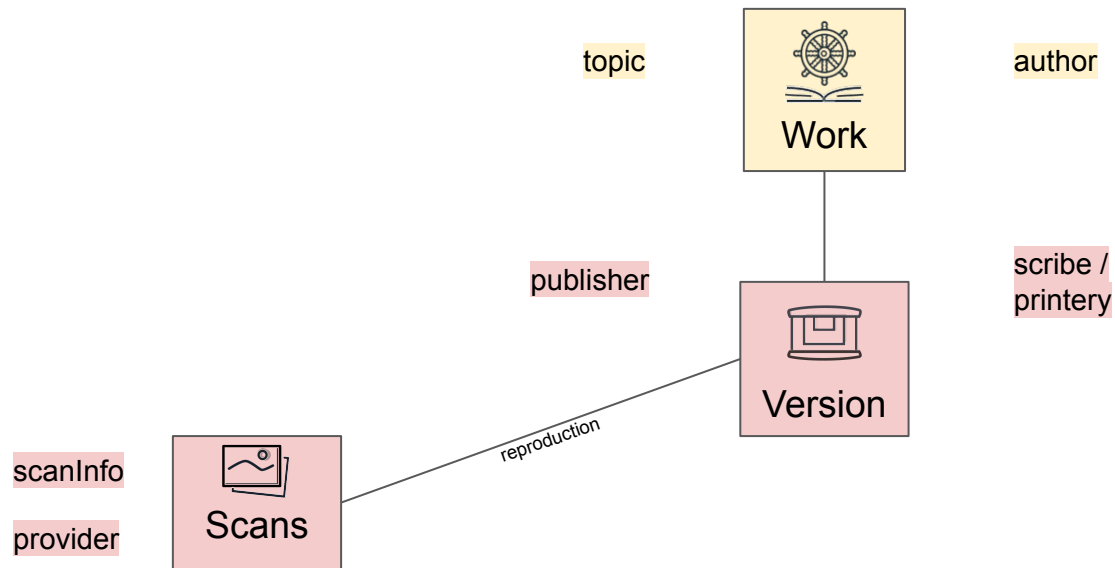 topic
author
Work
publisher
scribe /
printery
Version
reproduction
scanInfo
Scans
provider